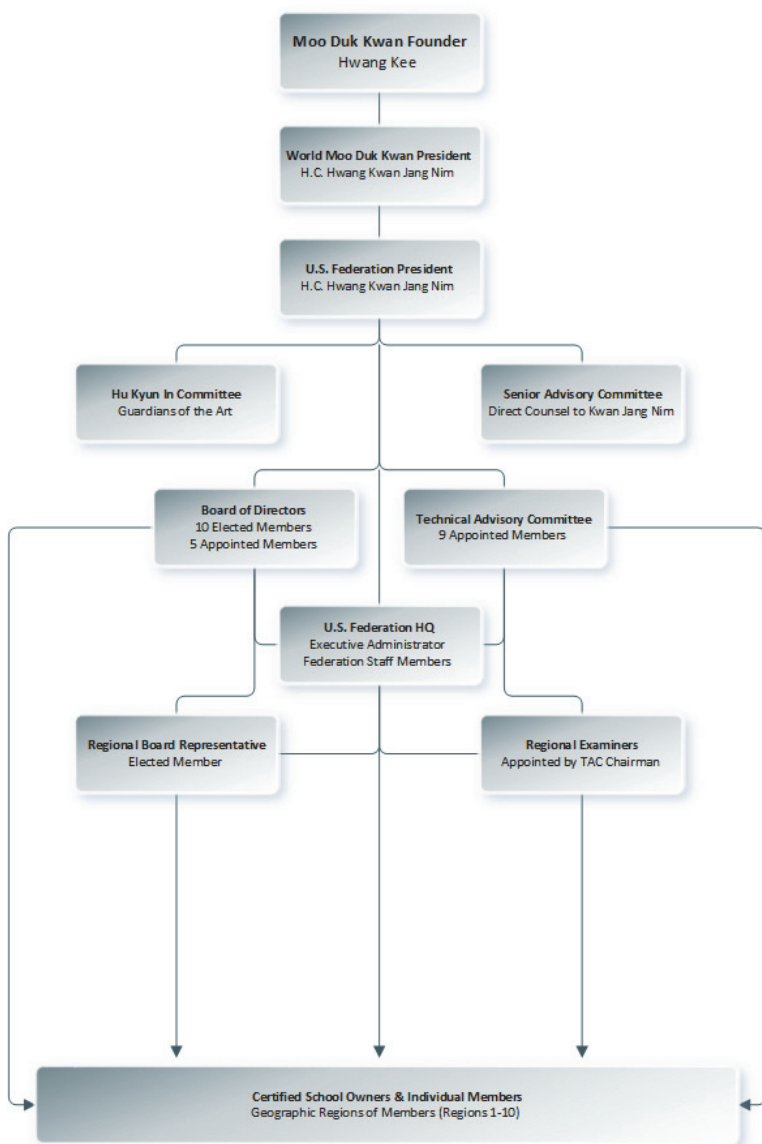 Moo Duk Kwan Founder
Hwang Kee
World Moo Duk Kwan President
H.C. Hwang Kwan Jang Nim
U.S. Federation President
H.C. Hwang Kwan Jang Nim
Hu Kyun In Committee
Guardians of the Art
Senior Advisory Committee
Direct Counsel to Kwan Jang Nim
Board of Directors
10 Elected Members
5 Appointed Members
Technical Advisory Committee
9 Appointed Members
U.S. Federation HQ
Executive Administrator
Federation Staff Members
Regional Board Representative
Elected Member
Regional Examiners
Appointed by TAC Chairman
Certified School Owners & Individual Members
Geographic Regions of Members (Regions 1-10)